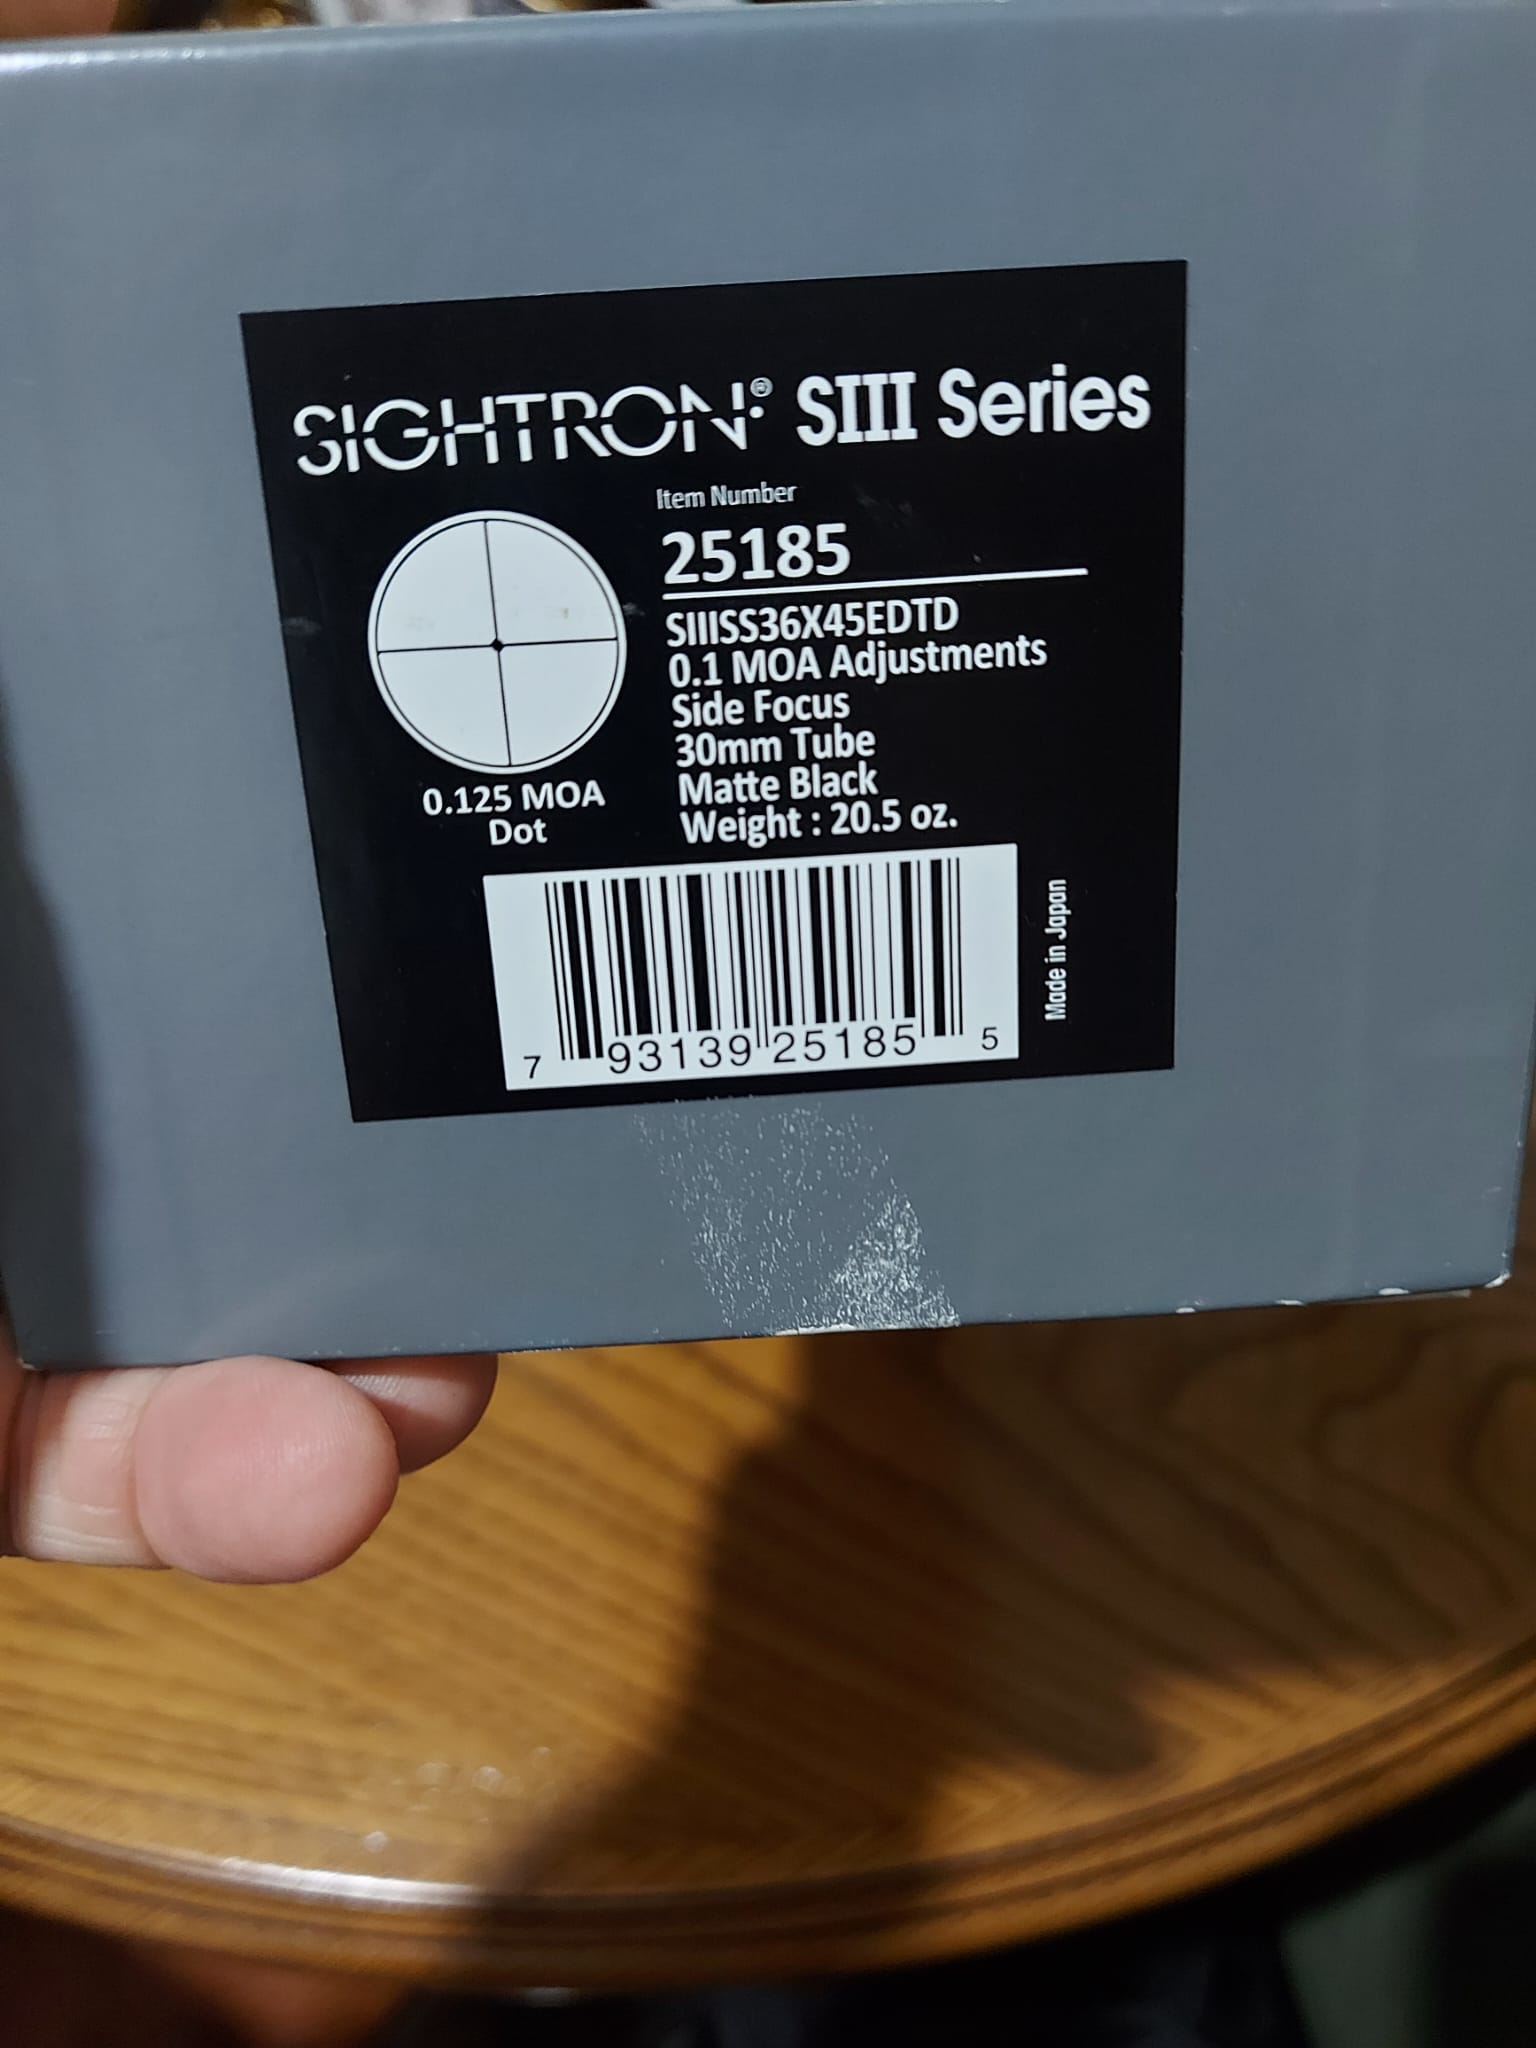 SIGHTRON® SIII Series
Item Number
25185
SIIISS36X45EDTD
0.1 MOA Adjustments
Side Focus
30mm Tube
Matte Black
Weight : 20.5 oz.
0.125 MOA
Dot
7 93139 25185 5
Made in Japan